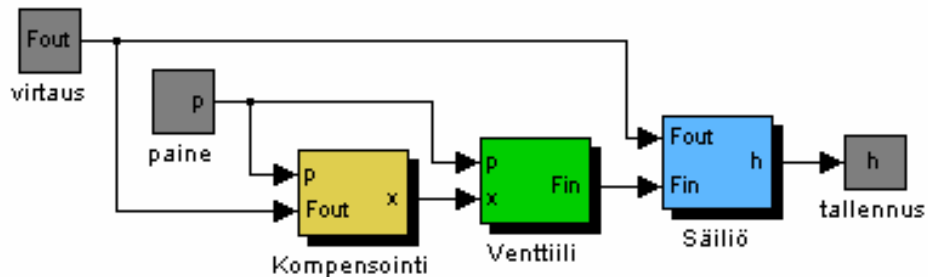 Fout
virtaus
p
paine
p
Fout
x
Kompensointi
p
x
Fin
Venttiili
Fout
Fin
h
Säiliö
h
tallennus